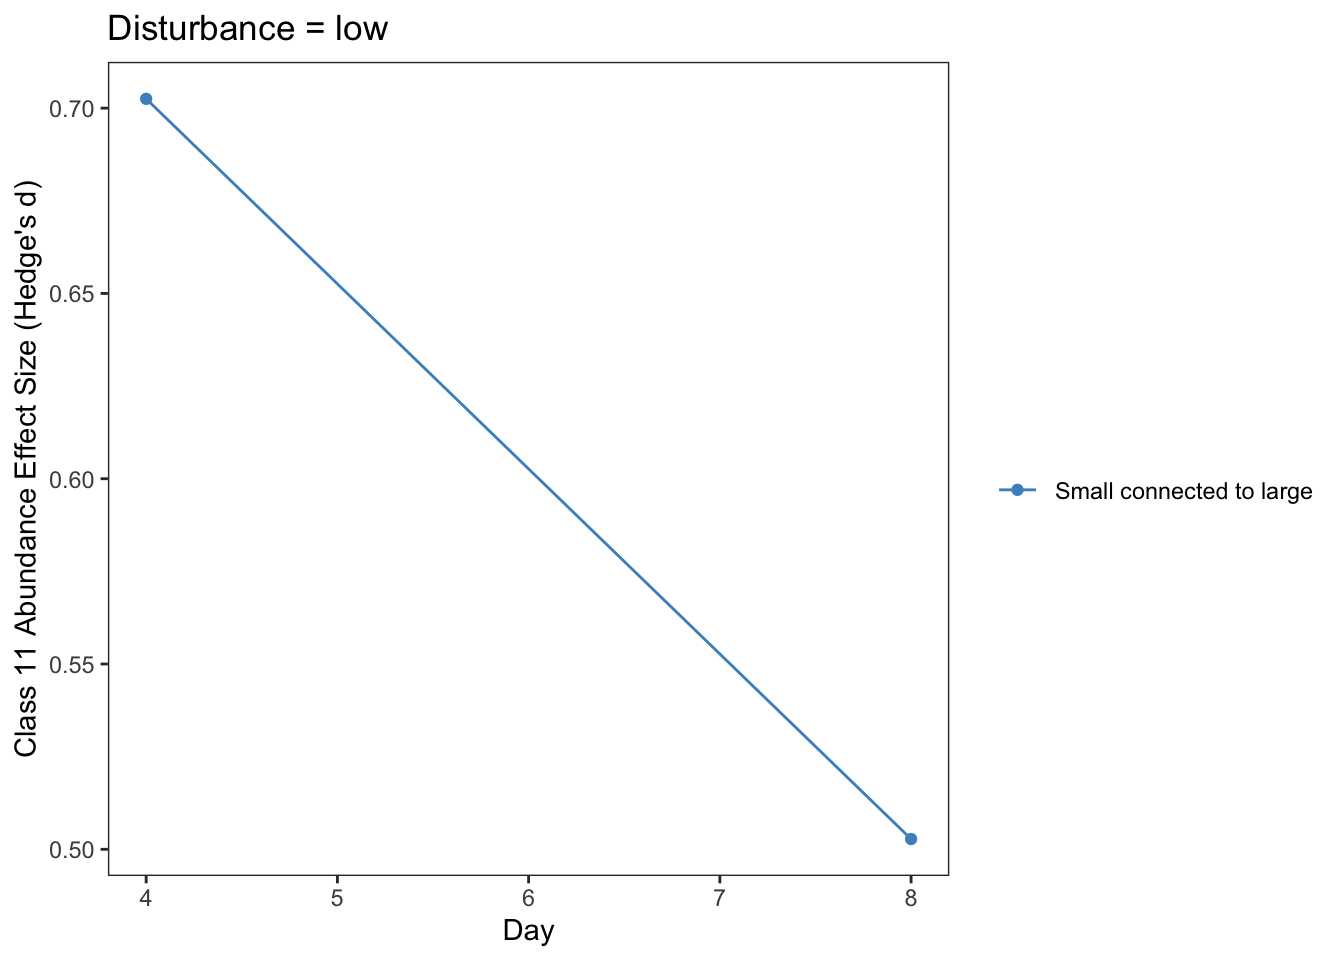 Disturbance = low
Class 11 Abundance Effect Size (Hedge's d)
0.70
0.65
0.60
0.55
0.50
4
5
6
7
8
Day
Small connected to large